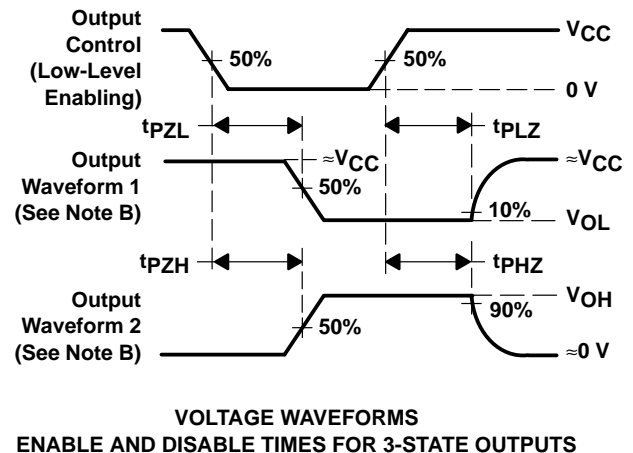 Output
Control
(Low-Level
Enabling)
50%
50%
VCC
0 V
tPZL
tPLZ
Output
Waveform 1
(See Note B)
≈VCC
50%
≈VCC
10%
VOL
tPZH
tPHZ
Output
Waveform 2
(See Note B)
50%
VOH
90%
≈0 V
VOLTAGE WAVEFORMS
ENABLE AND DISABLE TIMES FOR 3-STATE OUTPUTS